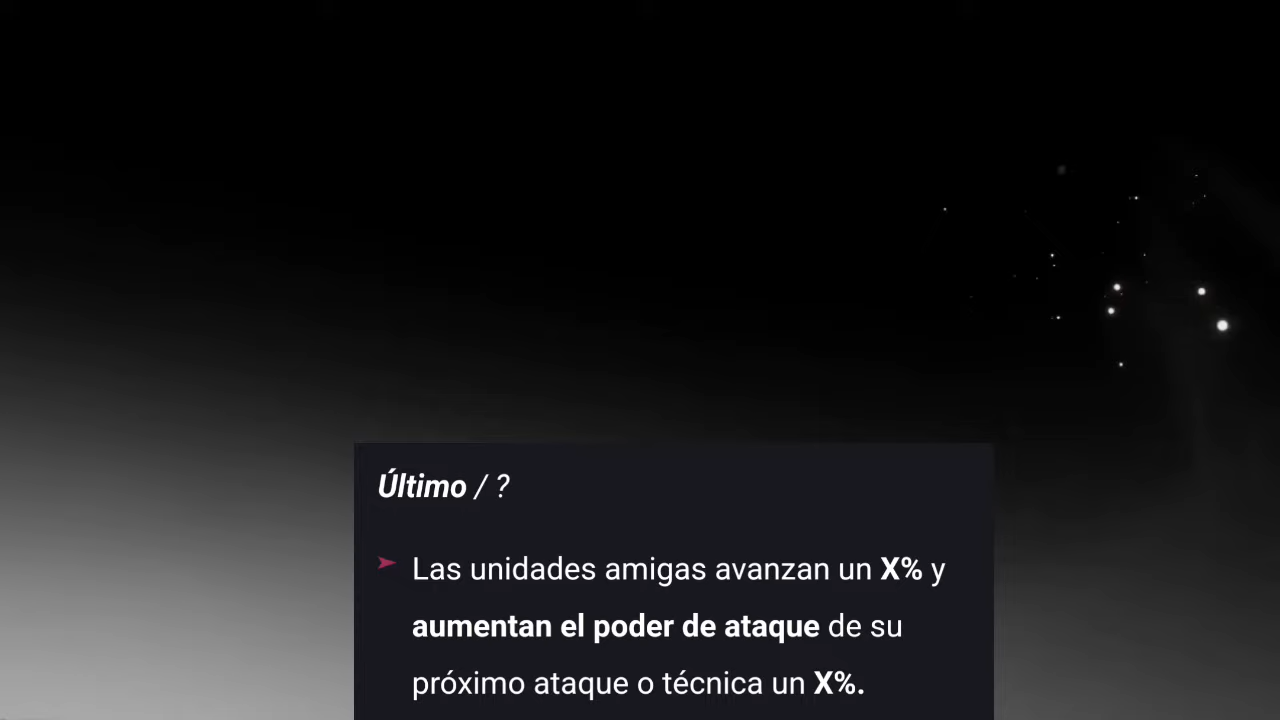 Último / ?
Las unidades amigas avanzan un X% y
aumentan el poder de ataque de su
próximo ataque o técnica un X%.